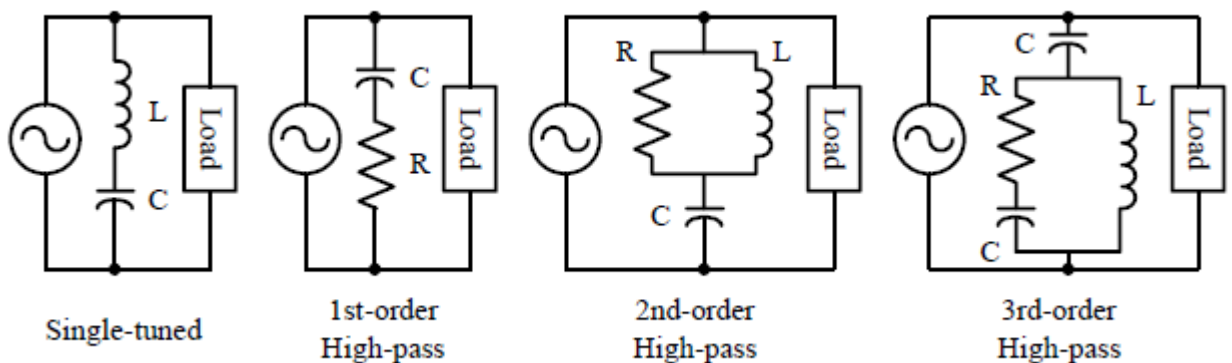 L
C
Load
Single-tuned
C
R
Load
1st-order
High-pass
R
L
C
Load
2nd-order
High-pass
C
R
L
C
Load
3rd-order
High-pass